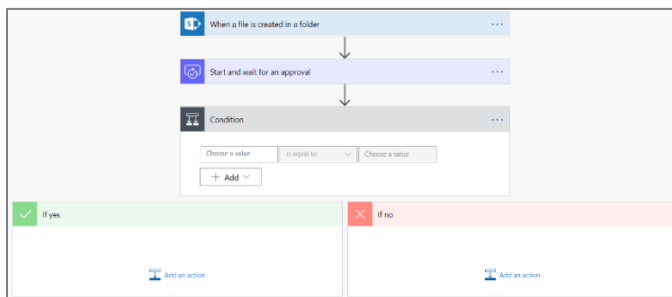 When a file is created in a folder
Start and wait for an approval
Condition
Choose a value is equal to Choose a value
Add
If yes If no
Add an action Add an action